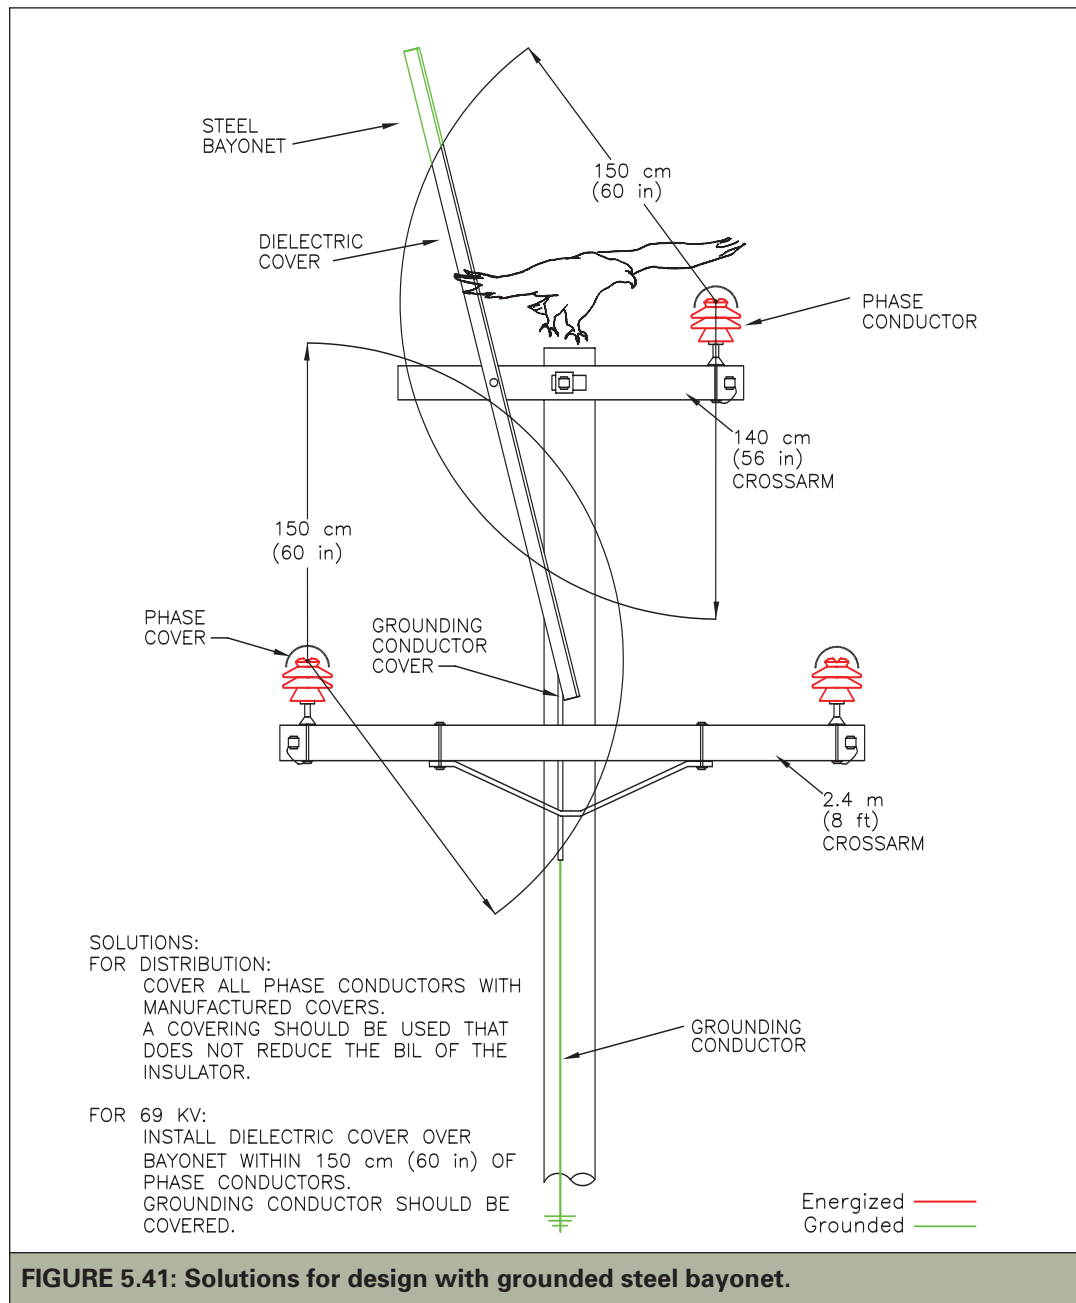 STEEL
BAYONET
150 cm
(60 in)
DIELECTRIC
COVER
PHASE
CONDUCTOR
140 cm
(56 in)
CROSSARM
150 cm
(60 in)
PHASE
COVER
GROUNDING
CONDUCTOR
COVER
2.4 m
(8 ft)
CROSSARM
SOLUTIONS:
FOR DISTRIBUTION:
COVER ALL PHASE CONDUCTORS WITH
MANUFACTURED COVERS.
A COVERING SHOULD BE USED THAT
DOES NOT REDUCE THE BIL OF THE
INSULATOR.
GROUNDING
CONDUCTOR
FOR 69 KV:
INSTALL DIELECTRIC COVER OVER
BAYONET WITHIN 150 cm (60 in) OF
PHASE CONDUCTORS.
GROUNDING CONDUCTOR SHOULD BE
COVERED.
Energized
Grounded
FIGURE 5.41: Solutions for design with grounded steel bayonet.